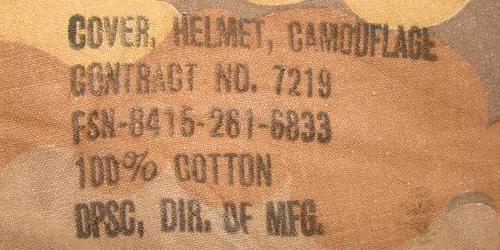 COVER, HELMET, CAMOUFLAGE
CONTRACT NO. 7219
FSN-8415-261-6833
100% COTTON
DPSC, DIR. OF MFG.